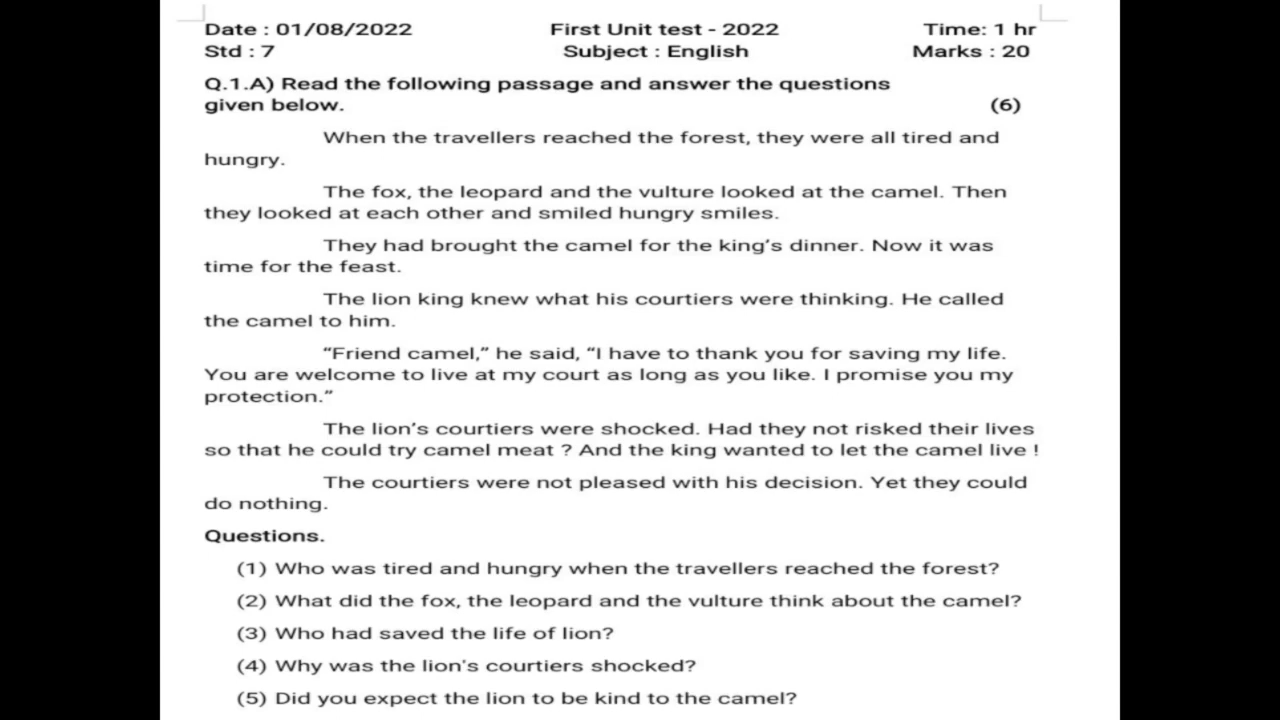 Date : 01/08/2022 First Unit test - 2022 Time: 1 hr
Std : 7 Subject : English Marks : 20
Q.1.A) Read the following passage and answer the questions
given below. (6)
When the travellers reached the forest, they were all tired and
hungry.
The fox, the leopard and the vulture looked at the camel. Then
they looked at each other and smiled hungry smiles.
They had brought the camel for the king's dinner. Now it was
time for the feast.
The lion king knew what his courtiers were thinking. He called
the camel to him.
“Friend camel,” he said, “I have to thank you for saving my life.
You are welcome to live at my court as long as you like. I promise you my
protection.”
The lion's courtiers were shocked. Had they not risked their lives
so that he could try camel meat ? And the king wanted to let the camel live !
The courtiers were not pleased with his decision. Yet they could
do nothing.
Questions.
(1) Who was tired and hungry when the travellers reached the forest?
(2) What did the fox, the leopard and the vulture think about the camel?
(3) Who had saved the life of lion?
(4) Why was the lion's courtiers shocked?
(5) Did you expect the lion to be kind to the camel?